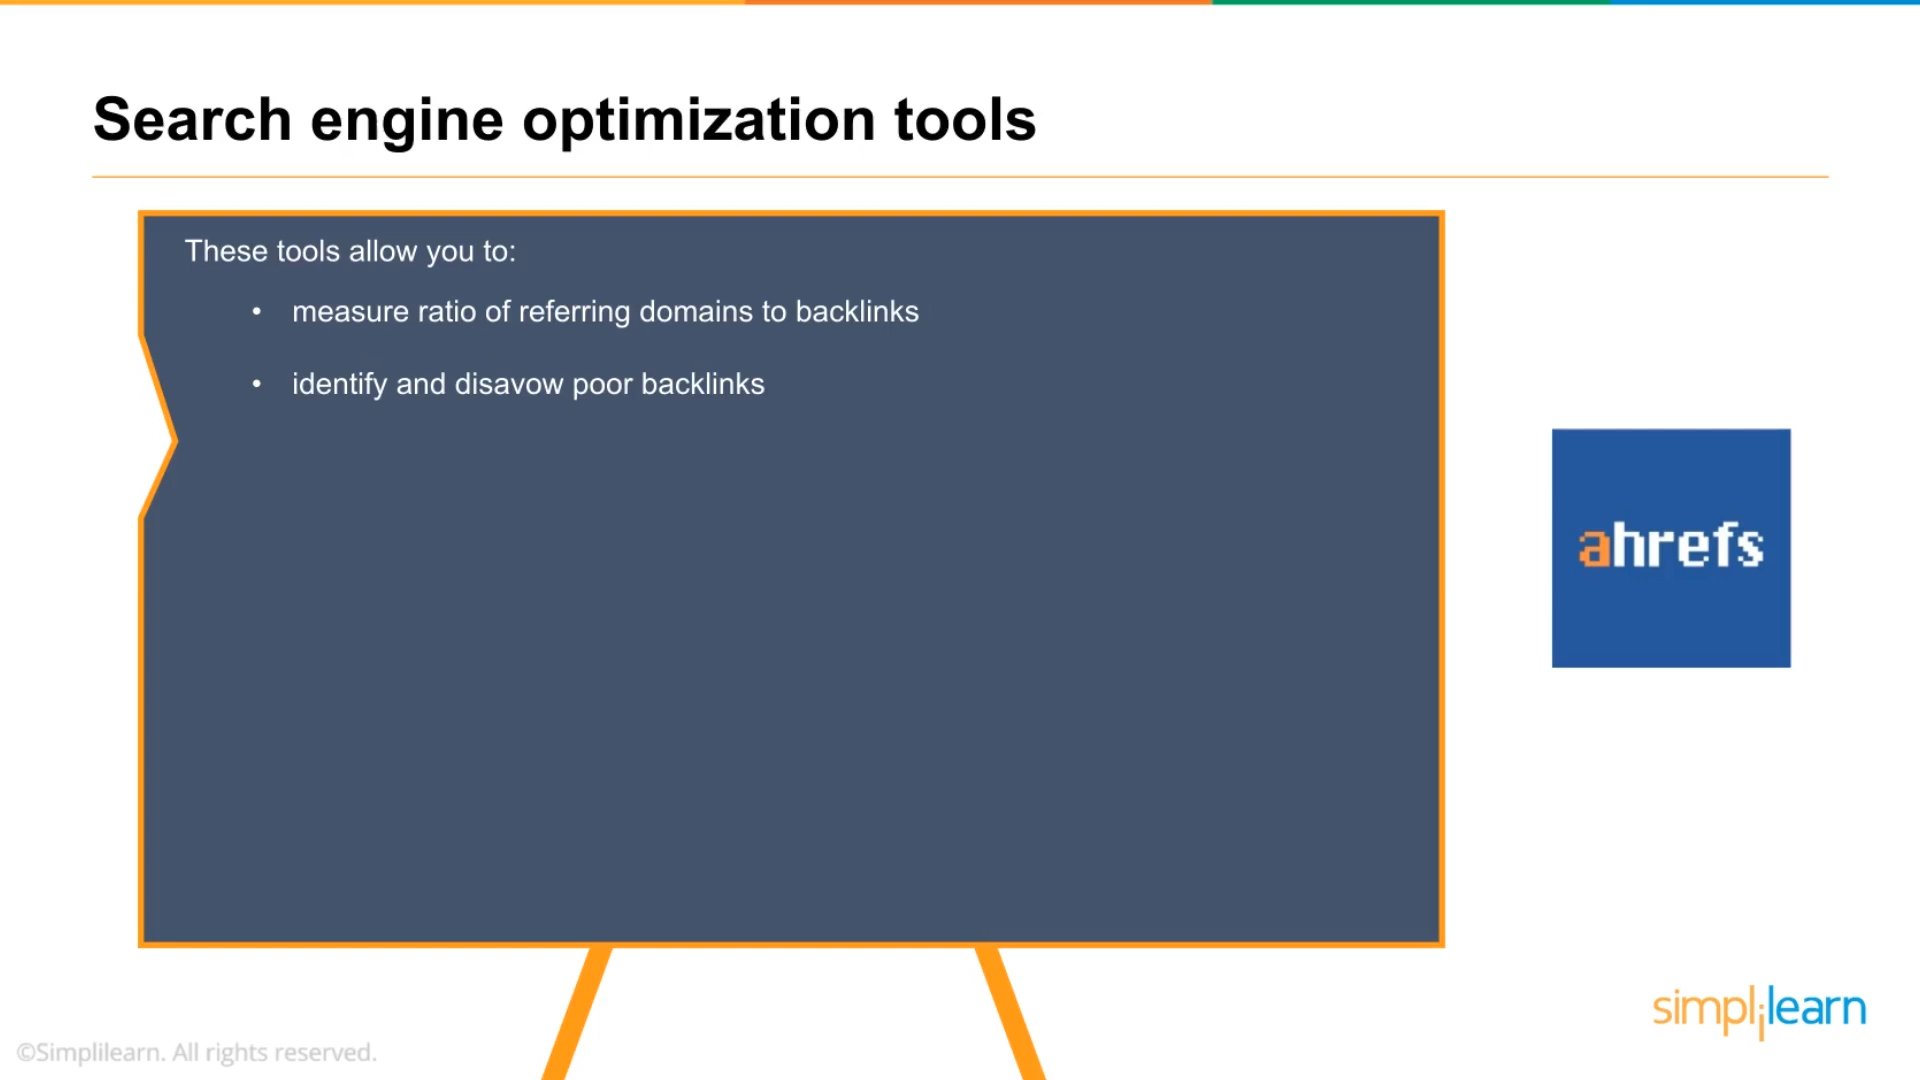 Search engine optimization tools
These tools allow you to:
• measure ratio of referring domains to backlinks
• identify and disavow poor backlinks
ahrefs
simplilearn
©Simplilearn. All rights reserved.